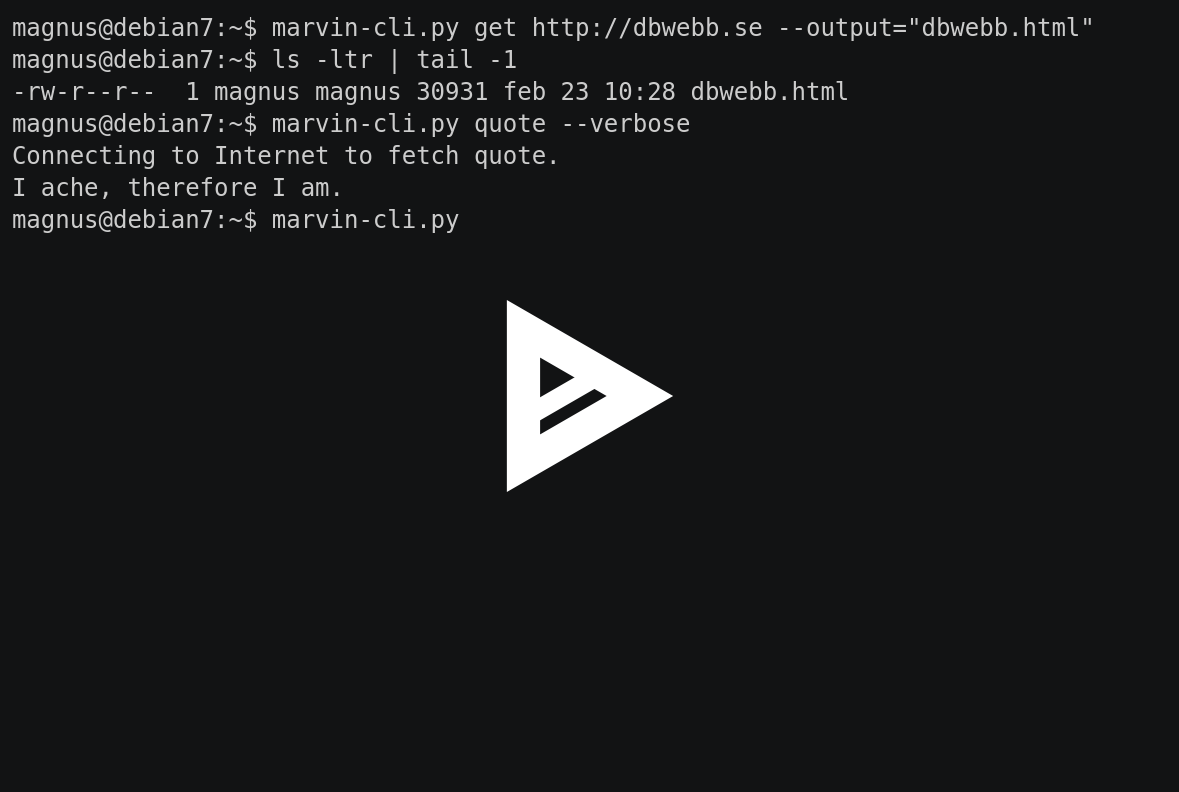 magnus@debian7:~$ marvin-cli.py get http://dbwebb.se --output="dbwebb.html"
magnus@debian7:~$ ls -ltr | tail -1
-rw-r--r--  1 magnus magnus 30931 feb 23 10:28 dbwebb.html
magnus@debian7:~$ marvin-cli.py quote --verbose
Connecting to Internet to fetch quote.
I ache, therefore I am.
magnus@debian7:~$ marvin-cli.py